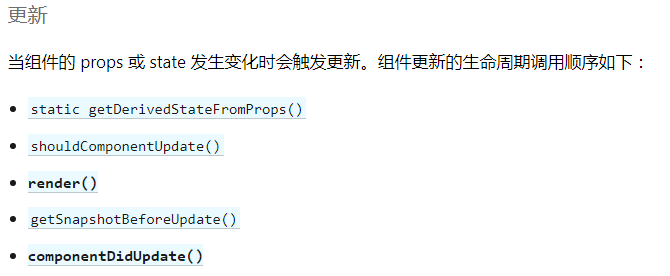 更新
当组件的 props 或 state 发生变化时会触发更新。组件更新的生命周期调用顺序如下：
• static getDerivedStateFromProps()
• shouldComponentUpdate()
• render()
• getSnapshotBeforeUpdate()
• componentDidUpdate()